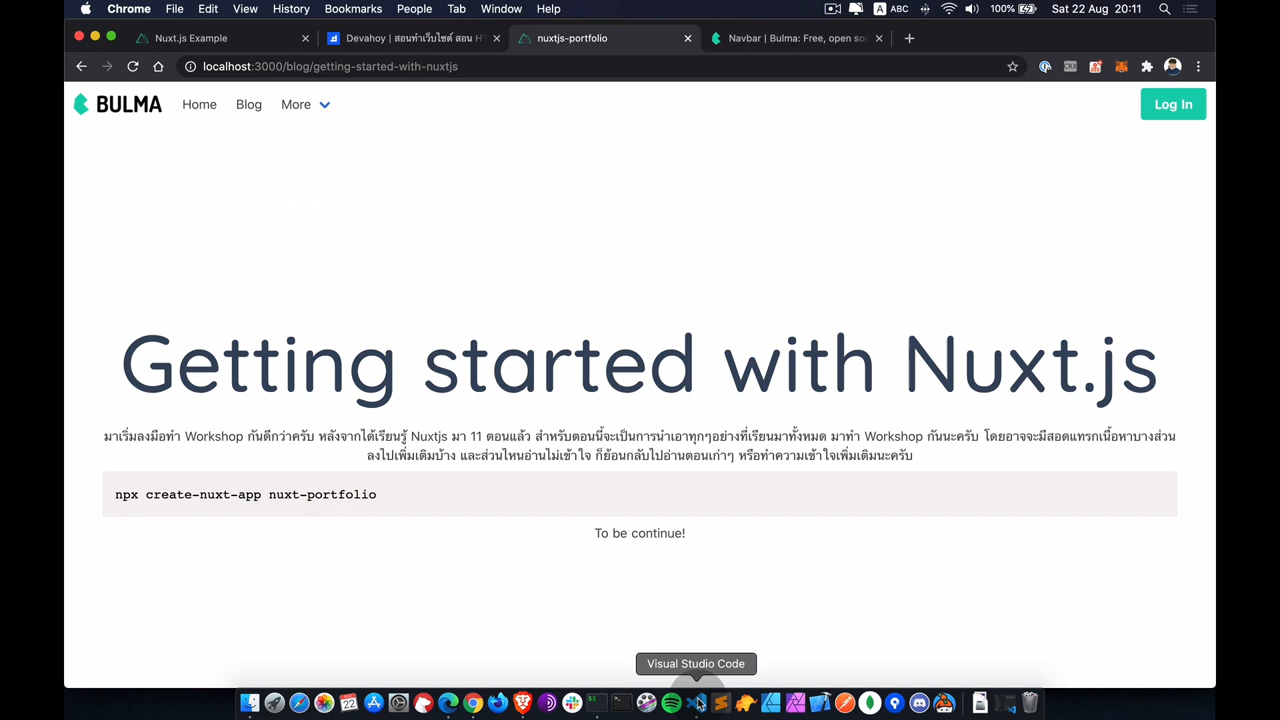 Chrome File Edit View History Bookmarks People Tab Window Help A ABC 100% Sat 22 Aug 20:11
Nuxt.js Example
Devahoy | สอนทำเว็บไซต์ สอน H
nuxtjs-portfolio
Navbar | Bulma: Free, open so
localhost:3000/blog/getting-started-with-nuxtjs
BULMA Home Blog More Log In
Getting started with Nuxt.js
มาเริ่มลงมือทำ Workshop กันดีกว่าครับ หลังจากได้เรียนรู้ Nuxtjs มา 11 ตอนแล้ว สำหรับตอนนี้จะเป็นการนำเอาทุกๆอย่างที่เรียนมาทั้งหมด มาทำ Workshop กันนะครับ โดยอาจจะมีสอดแทรกเนื้อหาบางส่วน
ลงไปเพิ่มเติมบ้าง และส่วนไหนอ่านไม่เข้าใจ ก็ย้อนกลับไปอ่านตอนเก่าๆ หรือทำความเข้าใจเพิ่มเติมนะครับ
npx create-nuxt-app nuxt-portfolio
To be continue!
Visual Studio Code
22